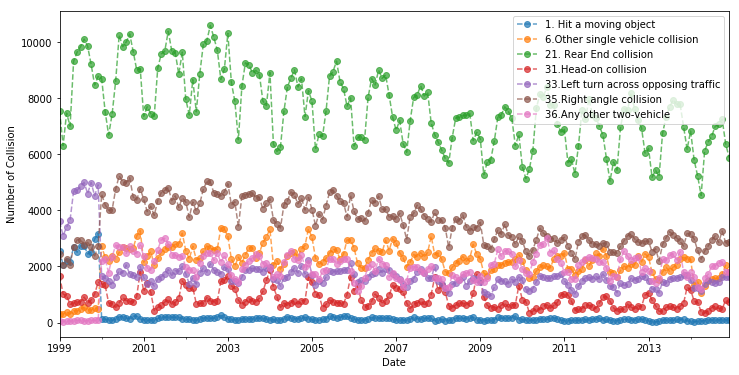 1. Hit a moving object
6.Other single vehicle collision
21. Rear End collision
31.Head-on collision
33.Left turn across opposing traffic
35.Right angle collision
36.Any other two-vehicle
10000
8000
6000
4000
2000
0
Number of Collision
1999
2001
2003
2005
2007
2009
2011
2013
Date